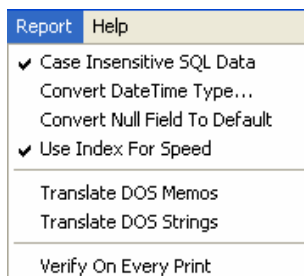 Report Help
Case Insensitive SQL Data
Convert DateTime Type...
Convert Null Field To Default
Use Index For Speed
Translate DOS Memos
Translate DOS Strings
Verify On Every Print